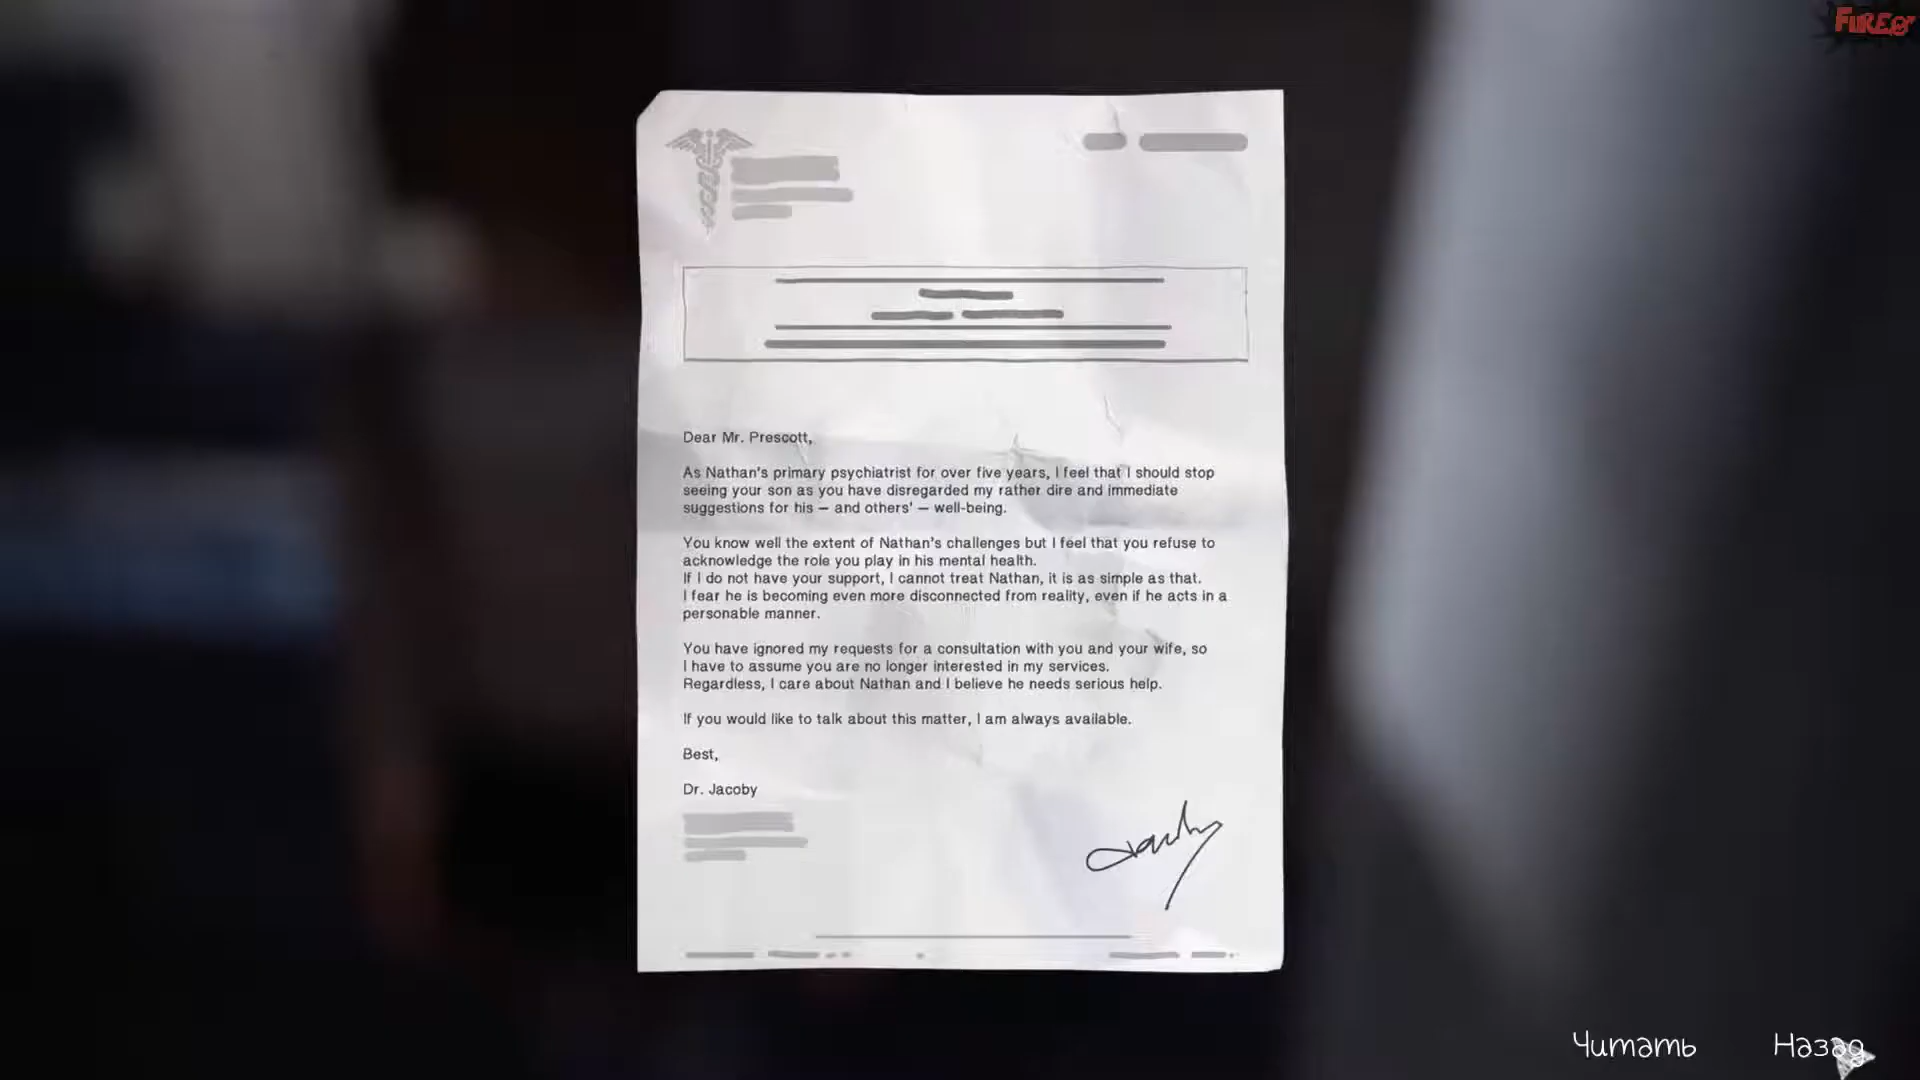 FIRE
Dear Mr. Prescott,
As Nathan's primary psychiatrist for over five years, I feel that I should stop
seeing your son as you have disregarded my rather dire and immediate
suggestions for his – and others' – well-being.
You know well the extent of Nathan's challenges but I feel that you refuse to
acknowledge the role you play in his mental health.
If I do not have your support, I cannot treat Nathan, it is as simple as that.
I fear he is becoming even more disconnected from reality, even if he acts in a
personable manner.
You have ignored my requests for a consultation with you and your wife, so
I have to assume you are no longer interested in my services.
Regardless, I care about Nathan and I believe he needs serious help.
If you would like to talk about this matter, I am always available.
Best,
Dr. Jacoby
Читать Назад